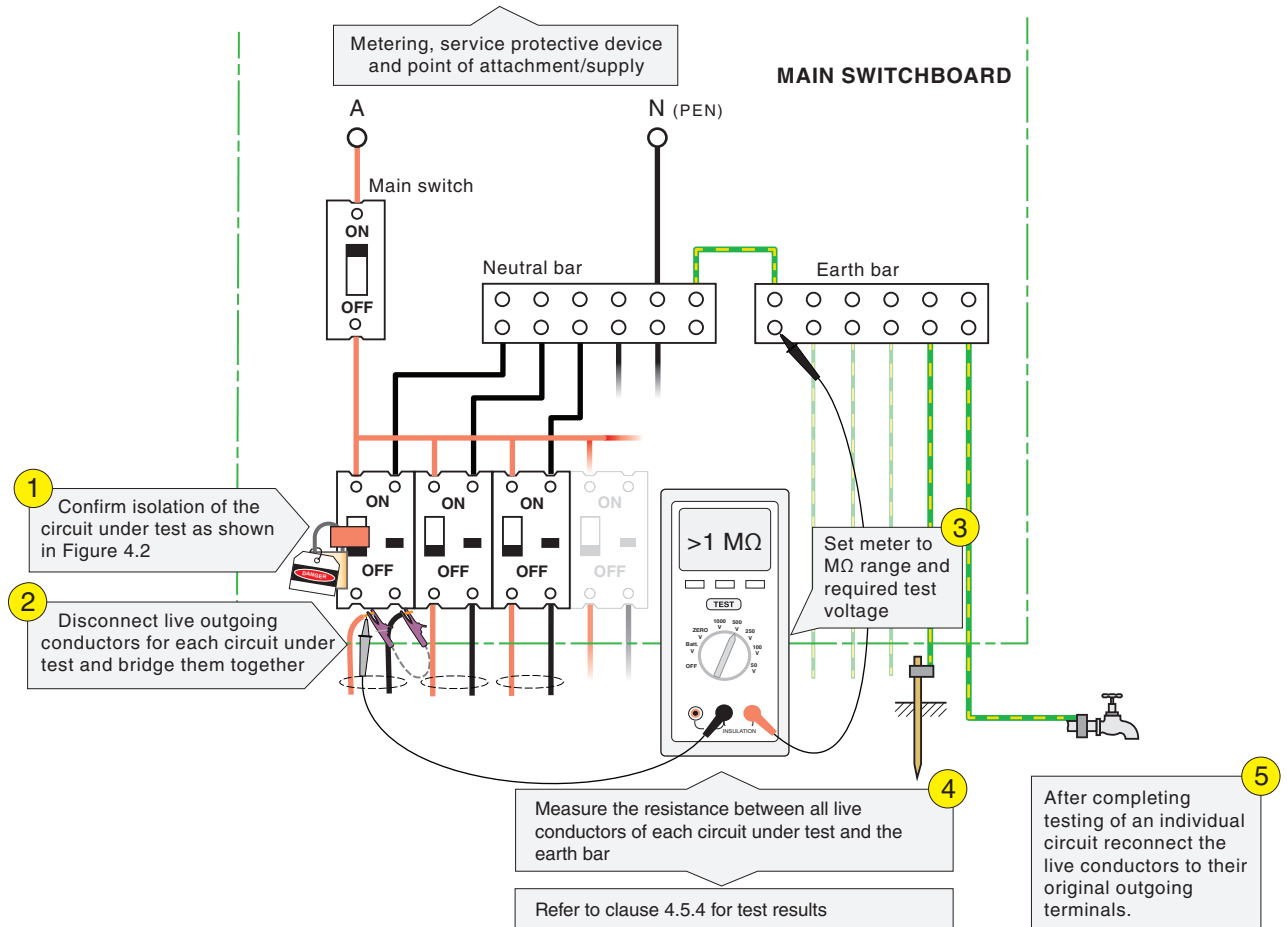 Metering, service protective device
and point of attachment/supply
MAIN SWITCHBOARD
A
N (PEN)
Main switch
ON
OFF
Neutral bar
Earth bar
1
Confirm isolation of the
circuit under test as shown
in Figure 4.2
ON
OFF
ON
OFF
ON
OFF
ON
OFF
DANGER
2
Disconnect live outgoing
conductors for each circuit under
test and bridge them together
>1 MΩ
TEST
OFF
Batt.
V
ZERO
V
1000
V
500
V
250
V
100
V
50
V
INSULATION
3
Set meter to
MΩ range and
required test
voltage
4
Measure the resistance between all live
conductors of each circuit under test and the
earth bar
Refer to clause 4.5.4 for test results
5
After completing
testing of an individual
circuit reconnect the
live conductors to their
original outgoing
terminals.